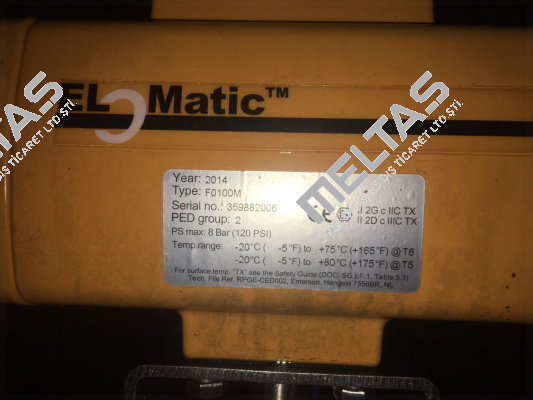 EL Matic™
Year: 2014
Type: F0100M
Serial no.: 359882006
PED group: 2
PS max: 8 Bar (120 PSI)
II 2G c IIC TX
II 2D c IIIC TX
Temp.range: -20°C ( -5°F) to +75°C (+165°F) @ T6
-20°C ( -5°F) to +80°C (+175°F) @ T5
For surface temp. "TX" see the Safety Guide (DOC. SG.EF.1, Table 5.1)
Tech. File Ref. RPGE-CED002, Emerson, Hengelo 7556BR, NL
MELTAS
MELTAS